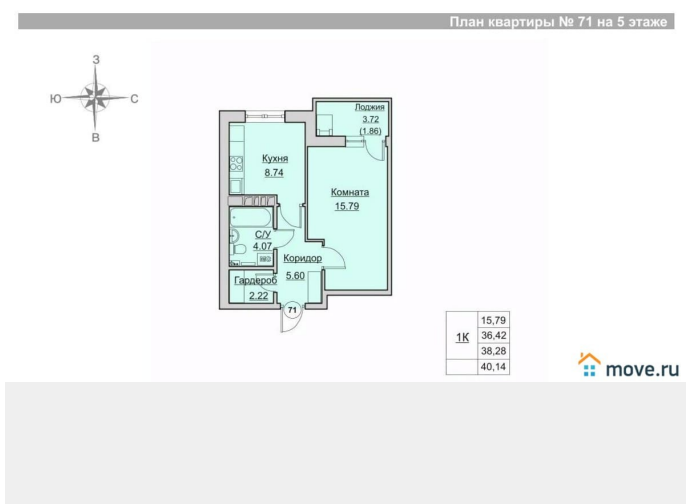 План квартиры № 71 на 5 этаже
З
Ю С
В
Лоджия
3.72
(1.86)
Кухня
8.74
Комната
15.79
С/У
4.07
Коридор
5.60
Гардероб
2.22
71
15,79
1К 36,42
38,28
40,14
move.ru